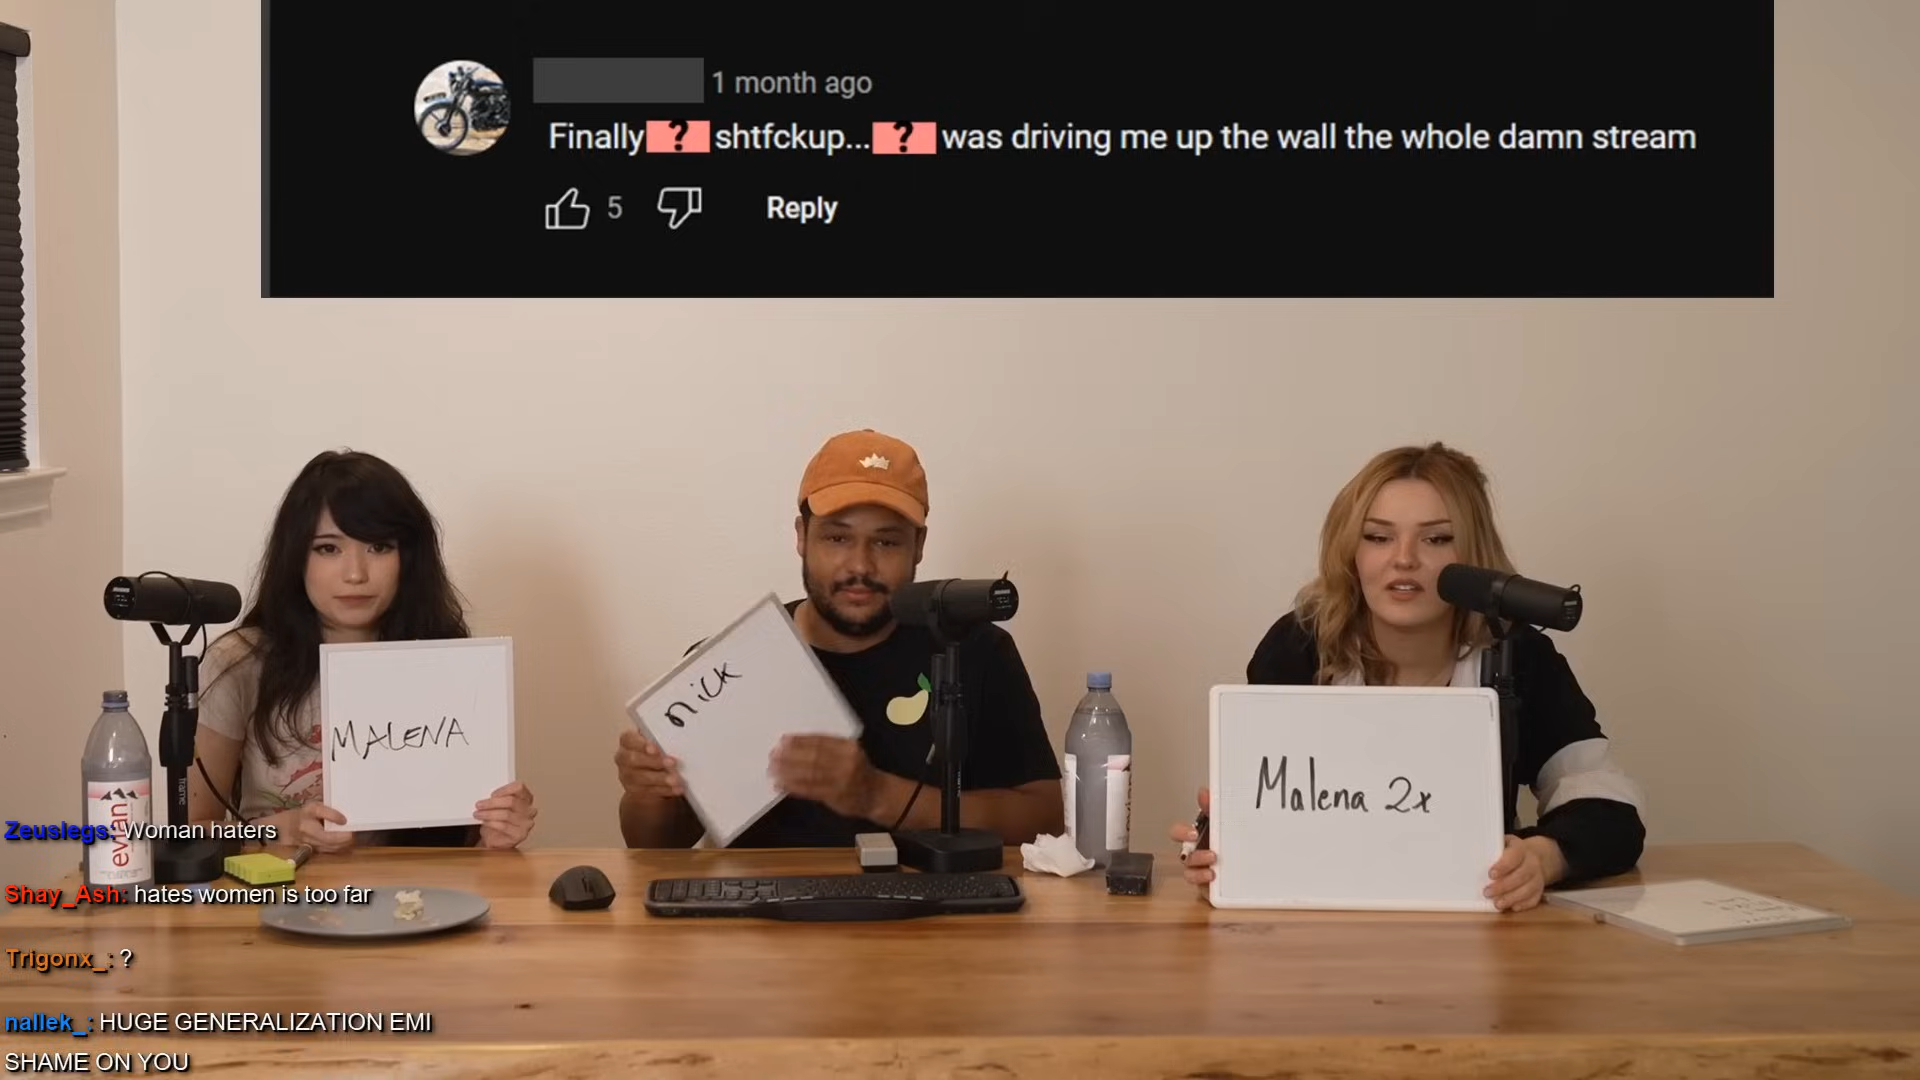 1 month ago
Finally ? shtfckup... ? was driving me up the wall the whole damn stream
5
Reply
MALENA
nick
Malena 2x
evian
Zeuslegs: Woman haters
Shay_Ash: hates women is too far
Trigonx_: ?
nallek_: HUGE GENERALIZATION EMI
SHAME ON YOU